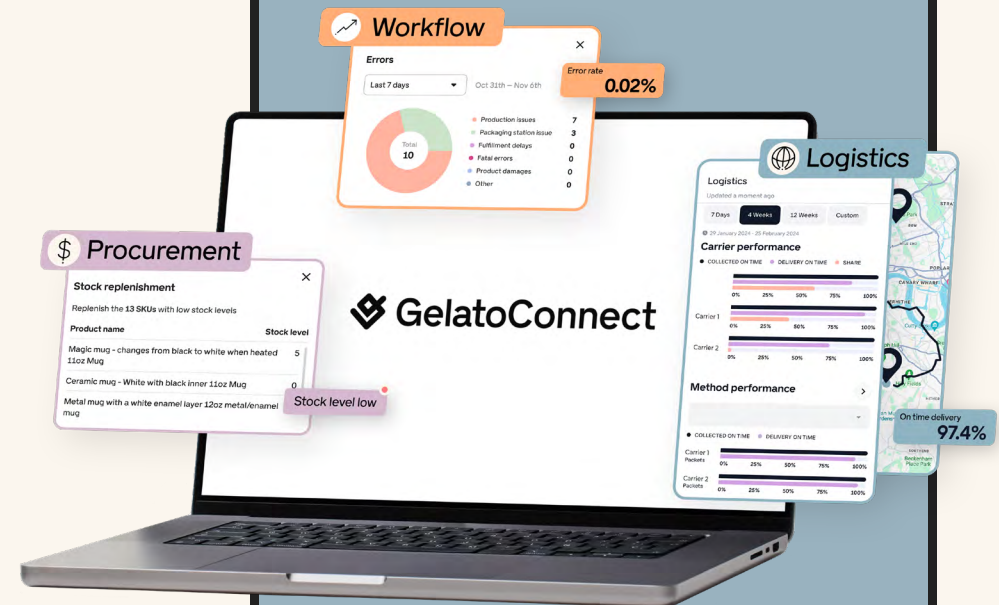 Workflow
Errors
Last 7 days
Oct 31th – Nov 6th
Error rate
0.02%
Total
10
Production issues 7
Packaging station issue 3
Fulfilment delays 0
Fatal errors 0
Product damages 0
Other 0
Procurement
Stock replenishment
Replenish the 13 SKUs with low stock levels
Product name Stock level
Magic mug - changes from black to white when heated 5
11oz Mug
Ceramic mug - White with black inner 11oz Mug 0
Metal mug with a white enamel layer 12oz metal/enamel
mug
Stock level low
GelatoConnect
Logistics
Logistics
Updated a moment ago
7 Days 4 Weeks 12 Weeks Custom
29 January 2024 - 25 February 2024
Carrier performance
COLLECTED ON TIME DELIVERY ON TIME SHARE
0% 25% 50% 75% 100%
Carrier 1
0% 25% 50% 75% 100%
Carrier 2
0% 25% 50% 75% 100%
Method performance
COLLECTED ON TIME DELIVERY ON TIME
Carrier 1
Packets
0% 25% 50% 75% 100%
Carrier 2
Packets
0% 25% 50% 75% 100%
BOW
CANARY WHARF
On time delivery
97.4%
Beckenham
Place Park